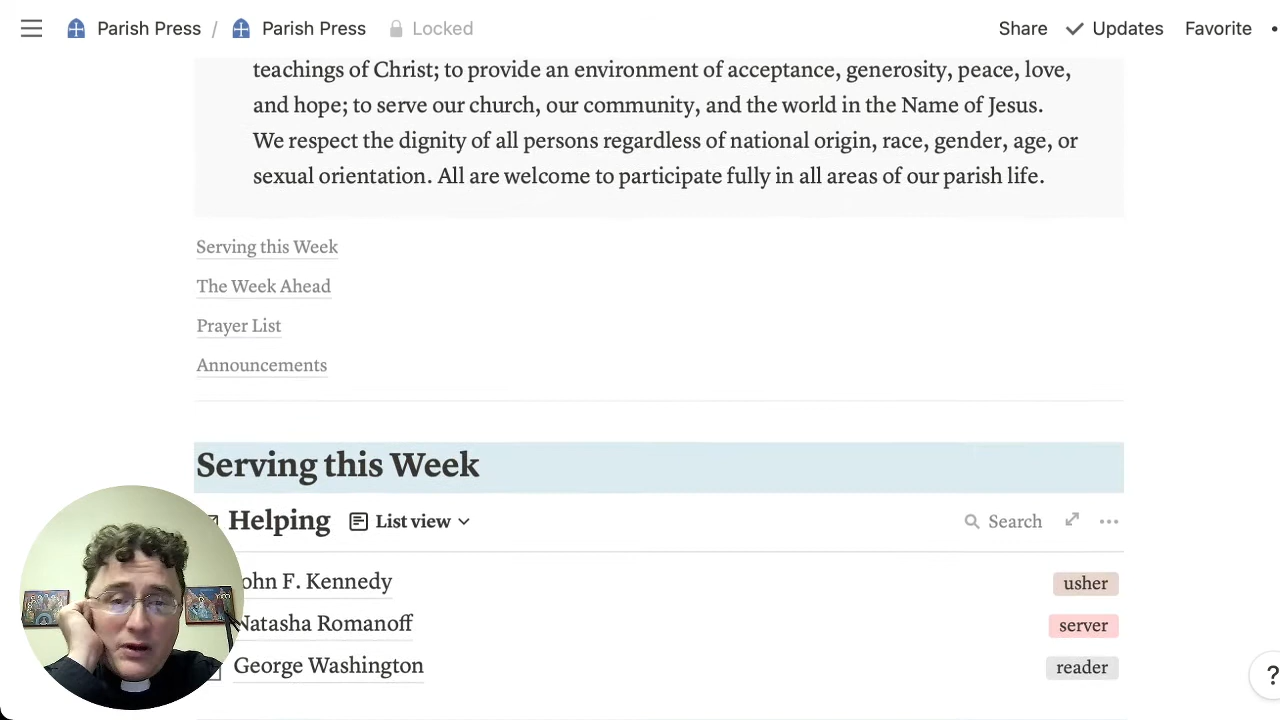 Parish Press / Parish Press Locked Share Updates Favorite
teachings of Christ; to provide an environment of acceptance, generosity, peace, love,
and hope; to serve our church, our community, and the world in the Name of Jesus.
We respect the dignity of all persons regardless of national origin, race, gender, age, or
sexual orientation. All are welcome to participate fully in all areas of our parish life.
Serving this Week
The Week Ahead
Prayer List
Announcements
Serving this Week
Helping List view Search
ohn F. Kennedy usher
Natasha Romanoff server
George Washington reader
?